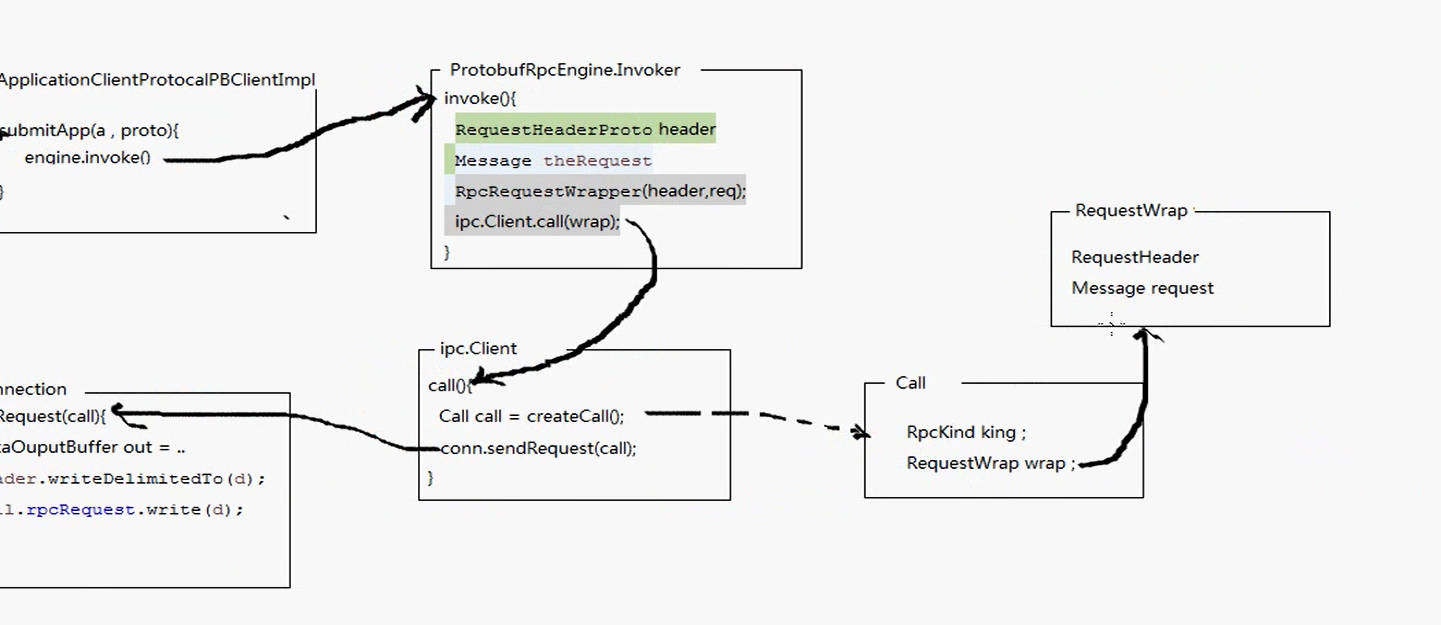 ApplicationClientProtocalPBClientImpl
submitApp(a , proto){
engine.invoke()
}
ProtobufRpcEngine.Invoker
invoke(){
RequestHeaderProto header
Message theRequest
RpcRequestWrapper(header,req);
ipc.Client.call(wrap);
}
RequestWrap
RequestHeader
Message request
ipc.Client
call(){
Call call = createCall();
conn.sendRequest(call);
}
Call
RpcKind king ;
RequestWrap wrap ;
nnection
Request(call){
taOuputBuffer out = ..
ader.writeDelimitedTo(d);
ll.rpcRequest.write(d);